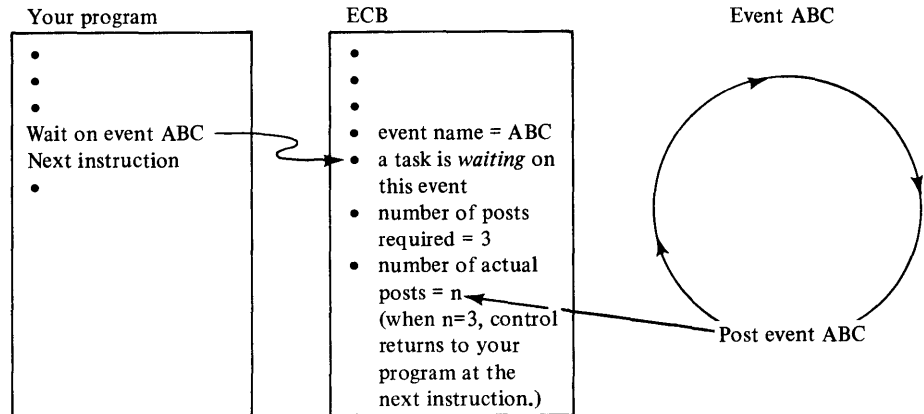 Your program
•
•
•
Wait on event ABC
Next instruction
•
ECB
•
•
•
• event name = ABC
• a task is waiting on
this event
• number of posts
required = 3
• number of actual
posts = n
(when n=3, control
returns to your
program at the
next instruction.)
Event ABC
Post event ABC